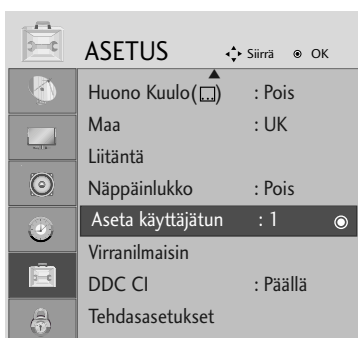 ASETUS Siirrä OK
Huono Kuulo( ) : Pois
Maa : UK
Liitäntä
Näppäinlukko : Pois
Aseta käyttäjätun : 1
Virranilmaisin
DDC CI : Päällä
Tehdasasetukset